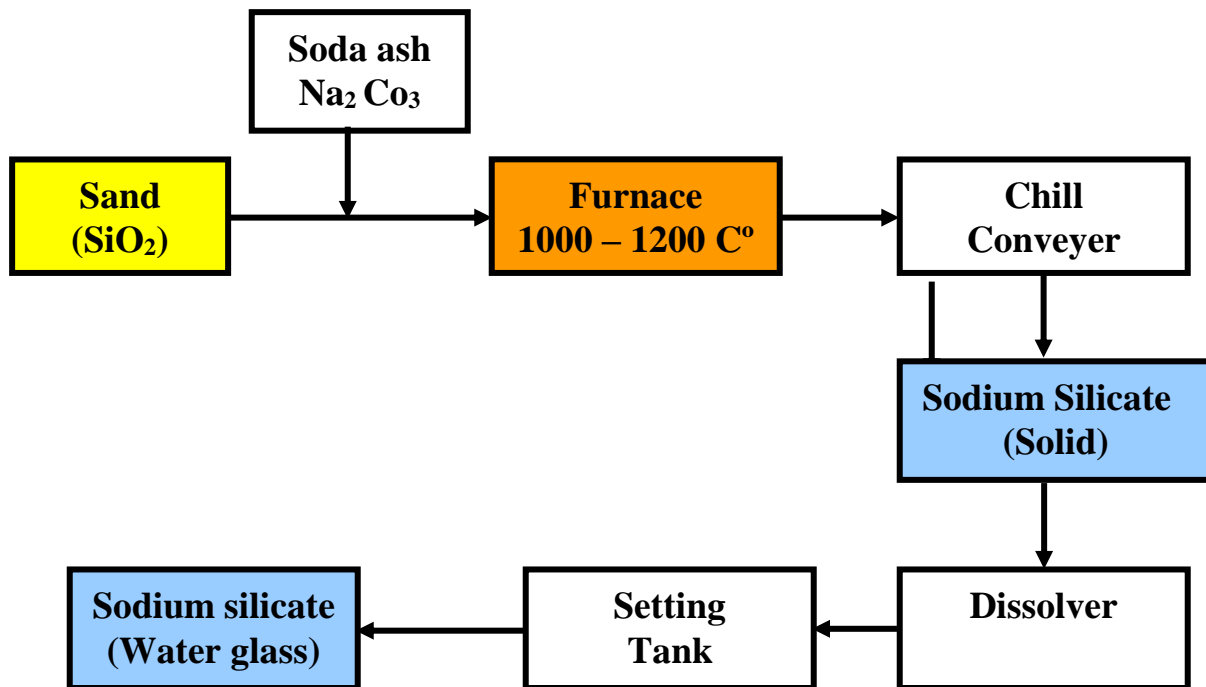 Soda ash
Na₂ Co₃
Sand
(SiO₂)
Furnace
1000 – 1200 Cº
Chill
Conveyer
Sodium Silicate
(Solid)
Dissolver
Setting
Tank
Sodium silicate
(Water glass)